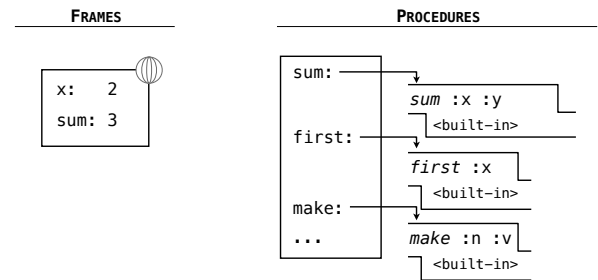 FRAMES
PROCEDURES
x: 2
sum: 3
sum:
sum :x :y
<built-in>
first:
first :x
<built-in>
make:
make :n :v
...
<built-in>